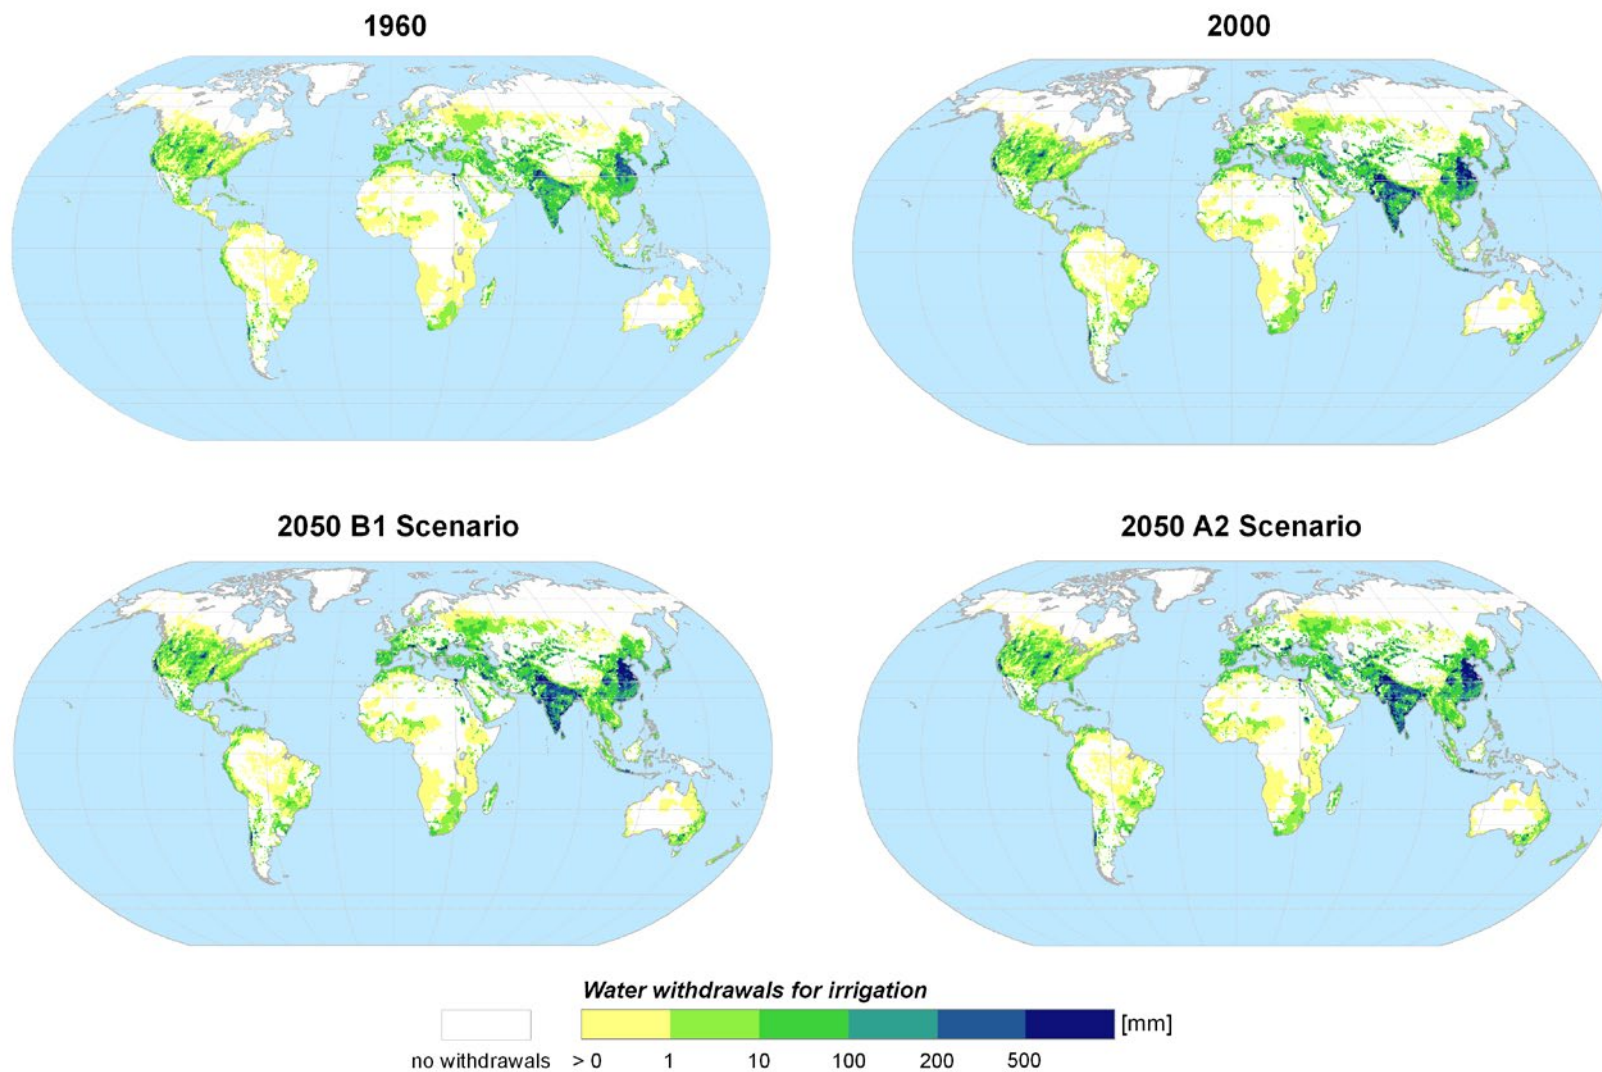 1960
2000
2050 B1 Scenario
2050 A2 Scenario
Water withdrawals for irrigation
[mm]
no withdrawals > 0 1 10 100 200 500